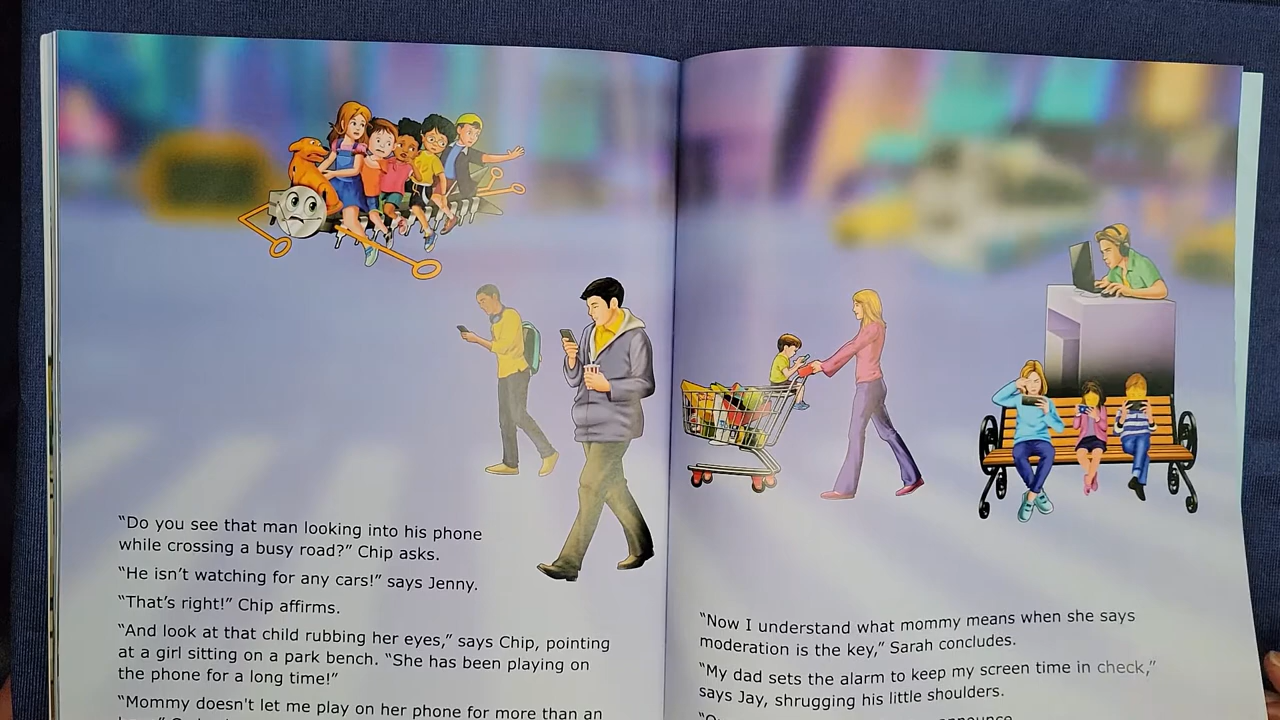 “Do you see that man looking into his phone
while crossing a busy road?” Chip asks.
“He isn’t watching for any cars!” says Jenny.
“That’s right!” Chip affirms.
“And look at that child rubbing her eyes,” says Chip, pointing
at a girl sitting on a park bench. “She has been playing on
the phone for a long time!”
“Mommy doesn't let me play on her phone for more than an
“Now I understand what mommy means when she says
moderation is the key,” Sarah concludes.
“My dad sets the alarm to keep my screen time in check,”
says Jay, shrugging his little shoulders.
announce